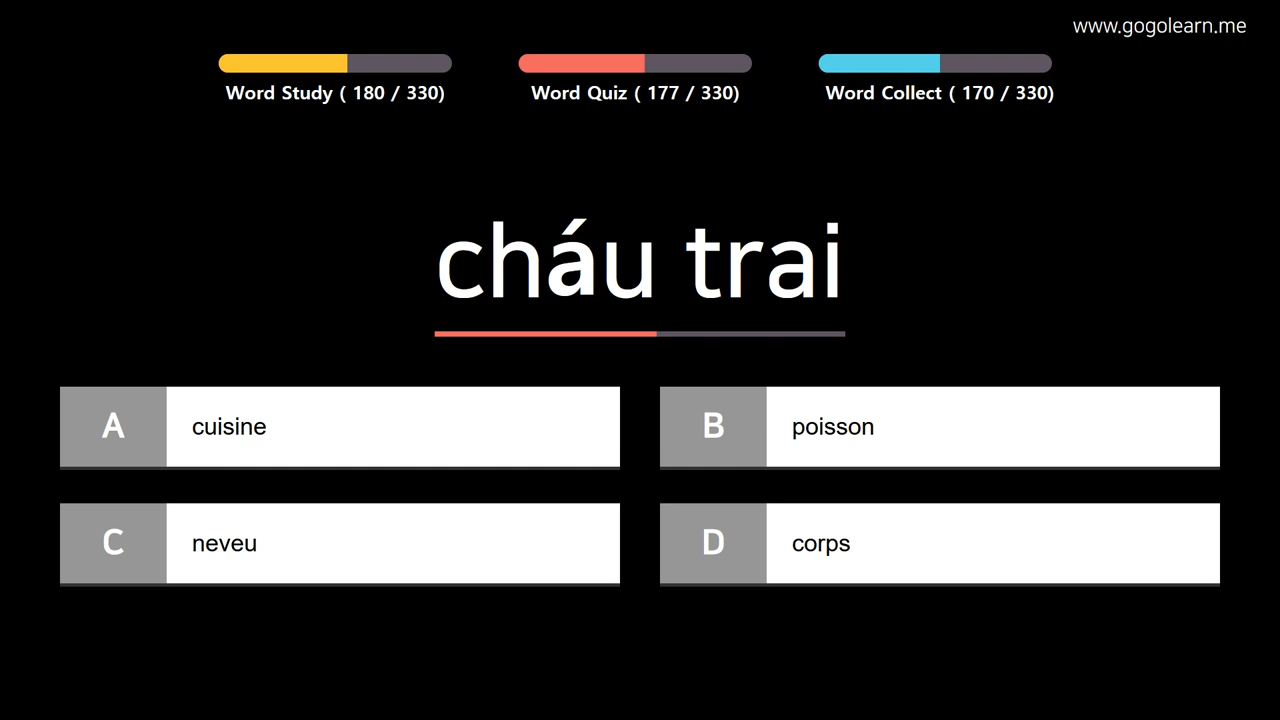 www.gogolearn.me
Word Study ( 180 / 330)
Word Quiz ( 177 / 330)
Word Collect ( 170 / 330)
cháu trai
A cuisine
B poisson
C neveu
D corps